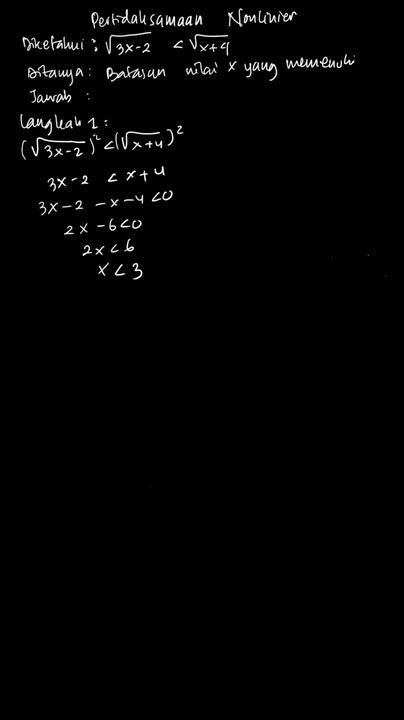 Pertidaksamaan Nonlinier
Diketahui : √3x-2 < √x+4
Ditanya : Batasan nilai x yang memenuhi
Jawab :
Langkah 1 :
(√3x-2)² < (√x+4)²
3x-2 < x+4
3x-2 -x-4 <0
2x -6 <0
2x < 6
x < 3